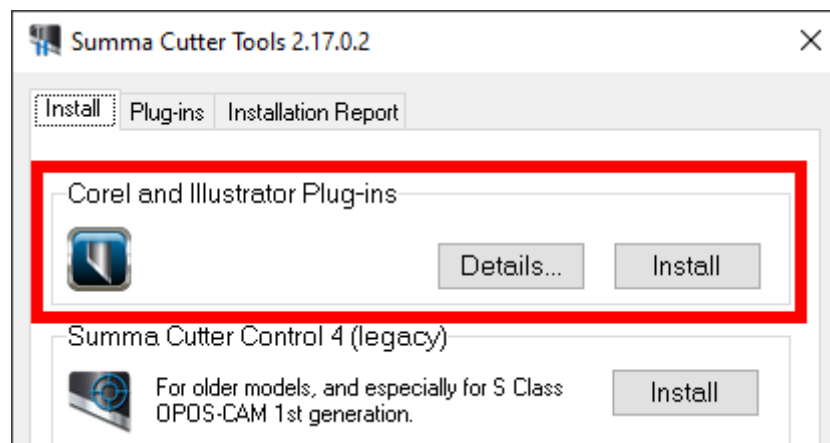 Summa Cutter Tools 2.17.0.2
Install Plug-ins Installation Report
Corel and Illustrator Plug-ins
Details... Install
Summa Cutter Control 4 (legacy)
For older models, and especially for S Class
OPOS-CAM 1st generation.
Install